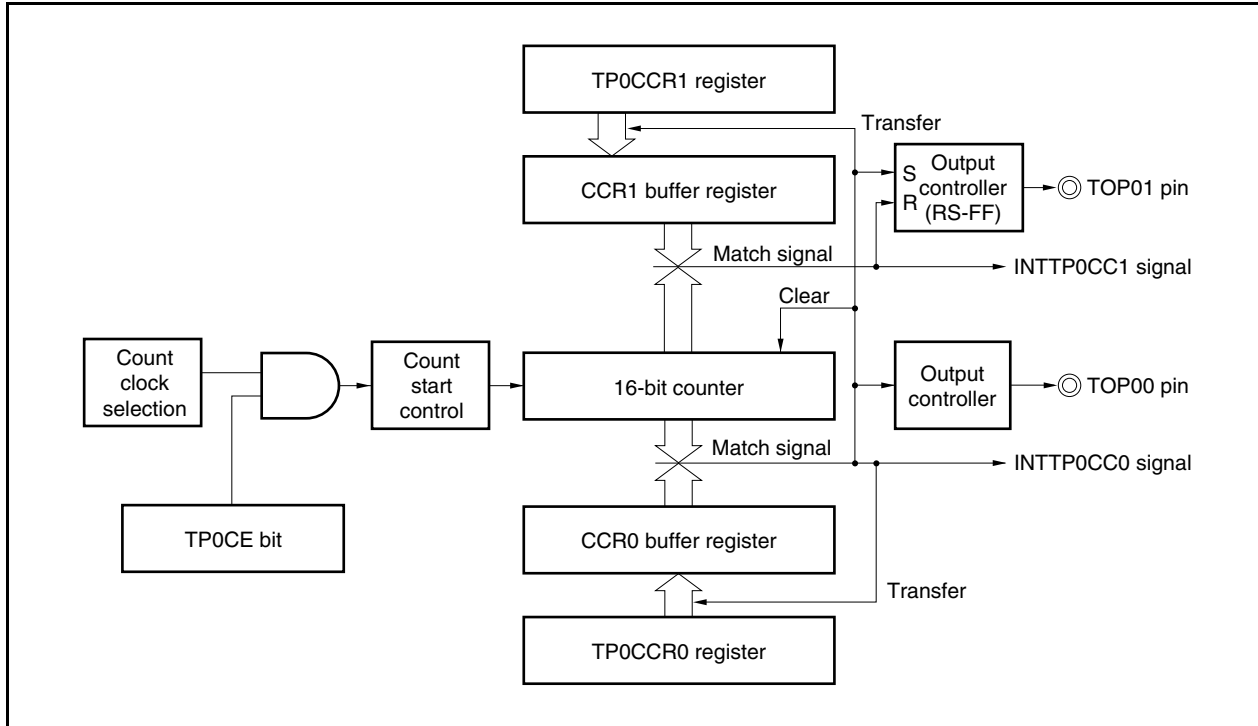 TP0CCR1 register
Transfer
CCR1 buffer register
S
R
Output
controller
(RS-FF)
TOP01 pin
Match signal
INTTP0CC1 signal
Clear
Count
clock
selection
Count
start
control
16-bit counter
Output
controller
TOP00 pin
Match signal
INTTP0CC0 signal
TP0CE bit
CCR0 buffer register
Transfer
TP0CCR0 register